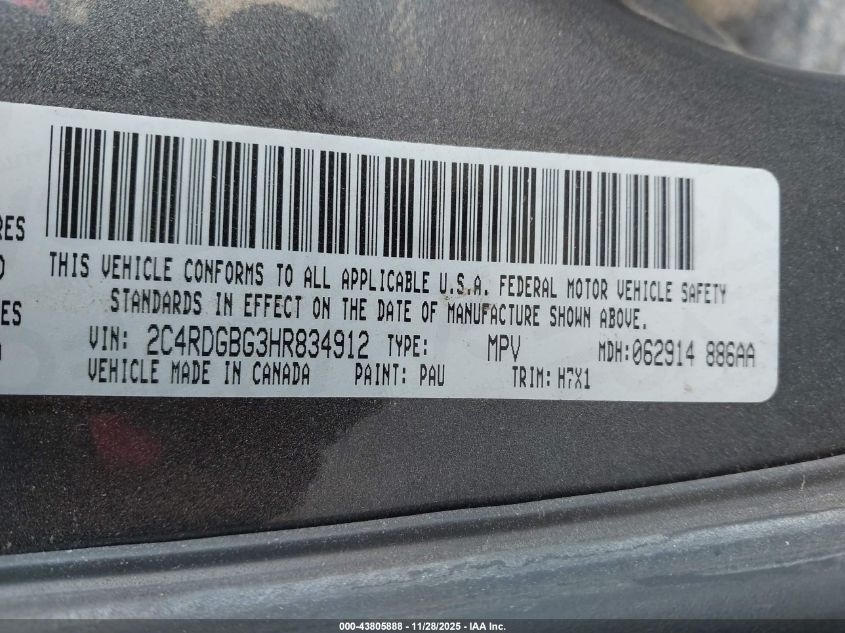 RES
THIS VEHICLE CONFORMS TO ALL APPLICABLE U.S.A. FEDERAL MOTOR VEHICLE SAFETY
STANDARDS IN EFFECT ON THE DATE OF MANUFACTURE SHOWN ABOVE.
ES
VIN: 2C4RDGBG3HR834912 TYPE: MPV MDH:062914 886AA
VEHICLE MADE IN CANADA PAINT: PAU TRIM: H7X1
000-43805888 | 11/28/2025 | IAA Inc.